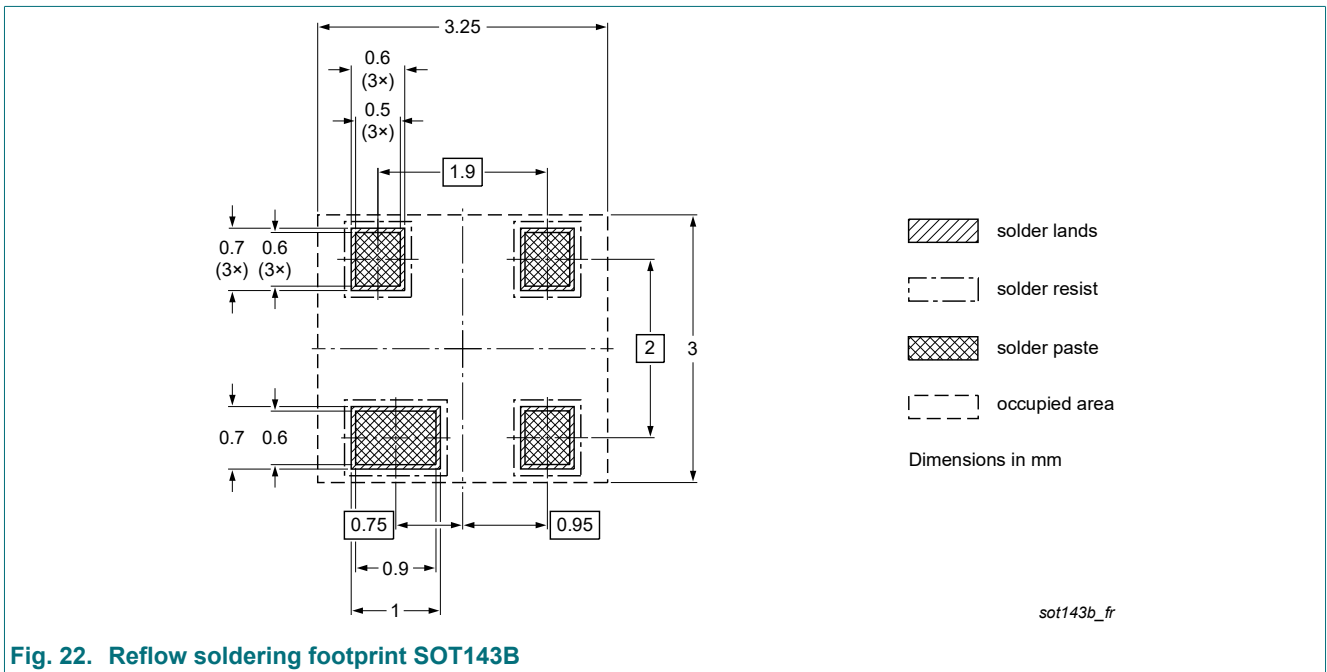 3.25
0.6
(3×)
0.5
(3×)
1.9
0.7
(3×)
0.6
(3×)
2
3
0.7
0.6
0.75
0.95
0.9
1
solder lands
solder resist
solder paste
occupied area
Dimensions in mm
sot143b_fr
Fig. 22. Reflow soldering footprint SOT143B